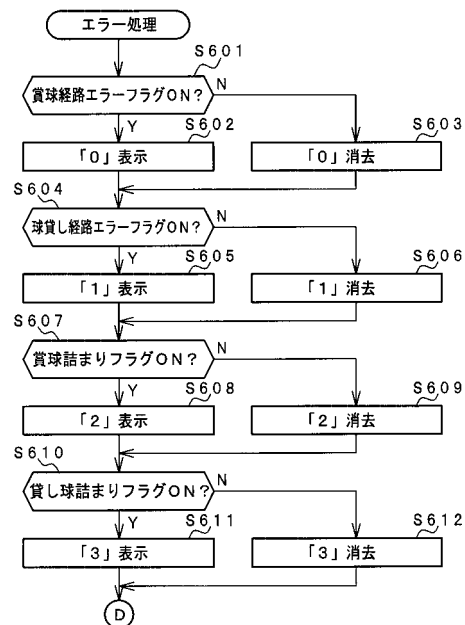 エラー処理
S601
賞球経路エラーフラグON?
N
Y
S602
S603
「0」表示
「0」消去
S604
球貸し経路エラーフラグON?
N
Y
S605
S606
「1」表示
「1」消去
S607
賞球詰まりフラグON?
N
Y
S608
S609
「2」表示
「2」消去
S610
貸し球詰まりフラグON?
N
Y
S611
S612
「3」表示
「3」消去
D